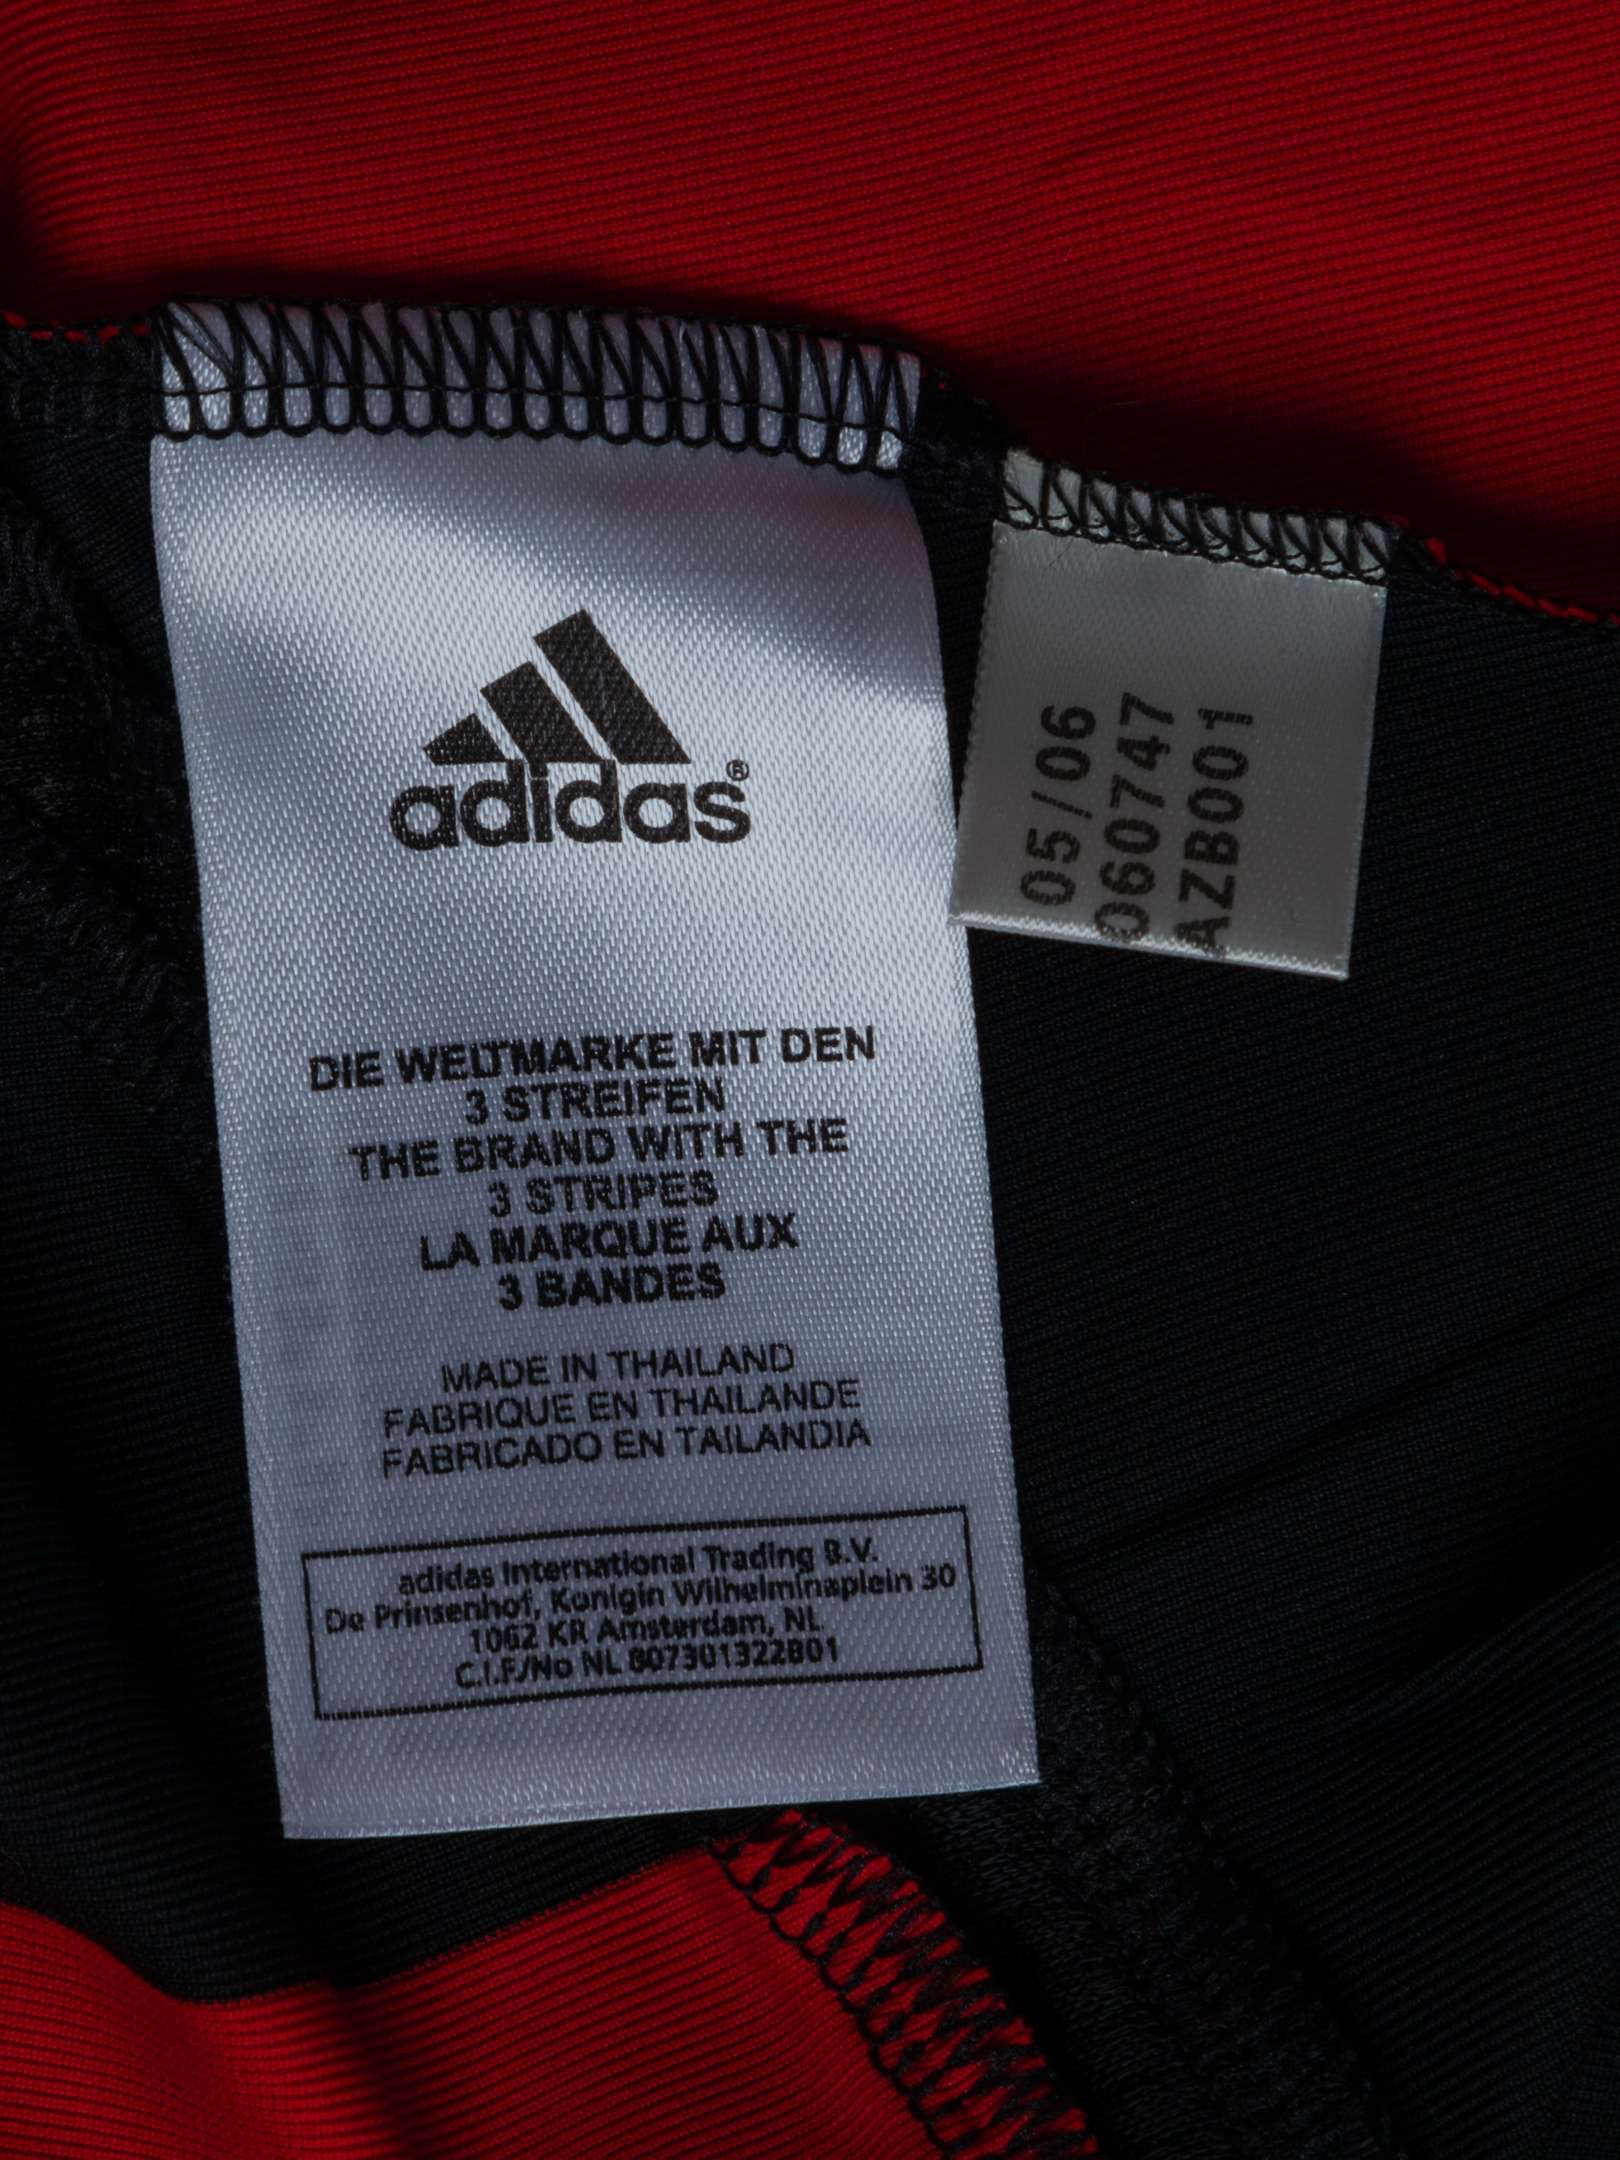 adidas®
DIE WELTMARKE MIT DEN
3 STREIFEN
THE BRAND WITH THE
3 STRIPES
LA MARQUE AUX
3 BANDES
MADE IN THAILAND
FABRIQUE EN THAILANDE
FABRICADO EN TAILANDIA
adidas International Trading B.V.
De Prinsenhof, Konigin Wilhelminaplein 30
1062 KR Amsterdam, NL
C.I.F./No NL 807301322B01
05/06
060747
AZB001